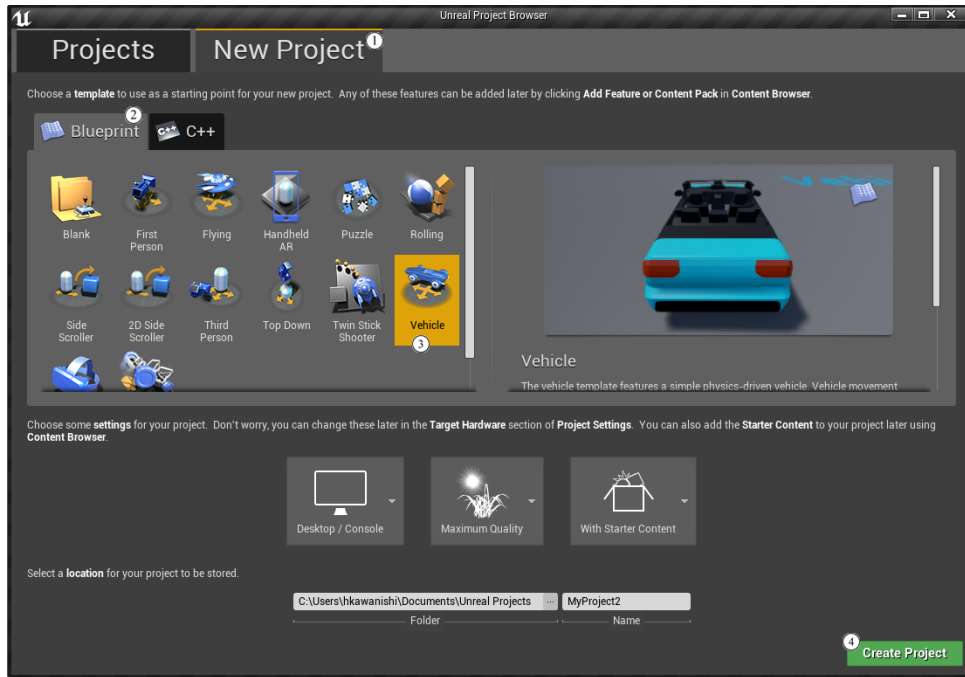 Unreal Project Browser
Projects
New Project
1
Choose a template to use as a starting point for your new project. Any of these features can be added later by clicking Add Feature or Content Pack in Content Browser.
2
Blueprint
C++
C++
Blank
First
Person
Flying
Handheld
AR
Puzzle
Rolling
Side
Scroller
2D Side
Scroller
Third
Person
Top Down
Twin Stick
Shooter
Vehicle
3
Vehicle
The vehicle template features a simple physics-driven vehicle. Vehicle movement
Choose some settings for your project. Don't worry, you can change these later in the Target Hardware section of Project Settings. You can also add the Starter Content to your project later using
Content Browser.
Desktop / Console
Maximum Quality
With Starter Content
Select a location for your project to be stored.
C:\Users\hkawanishi\Documents\Unreal Projects
...
MyProject2
Folder
Name
4
Create Project